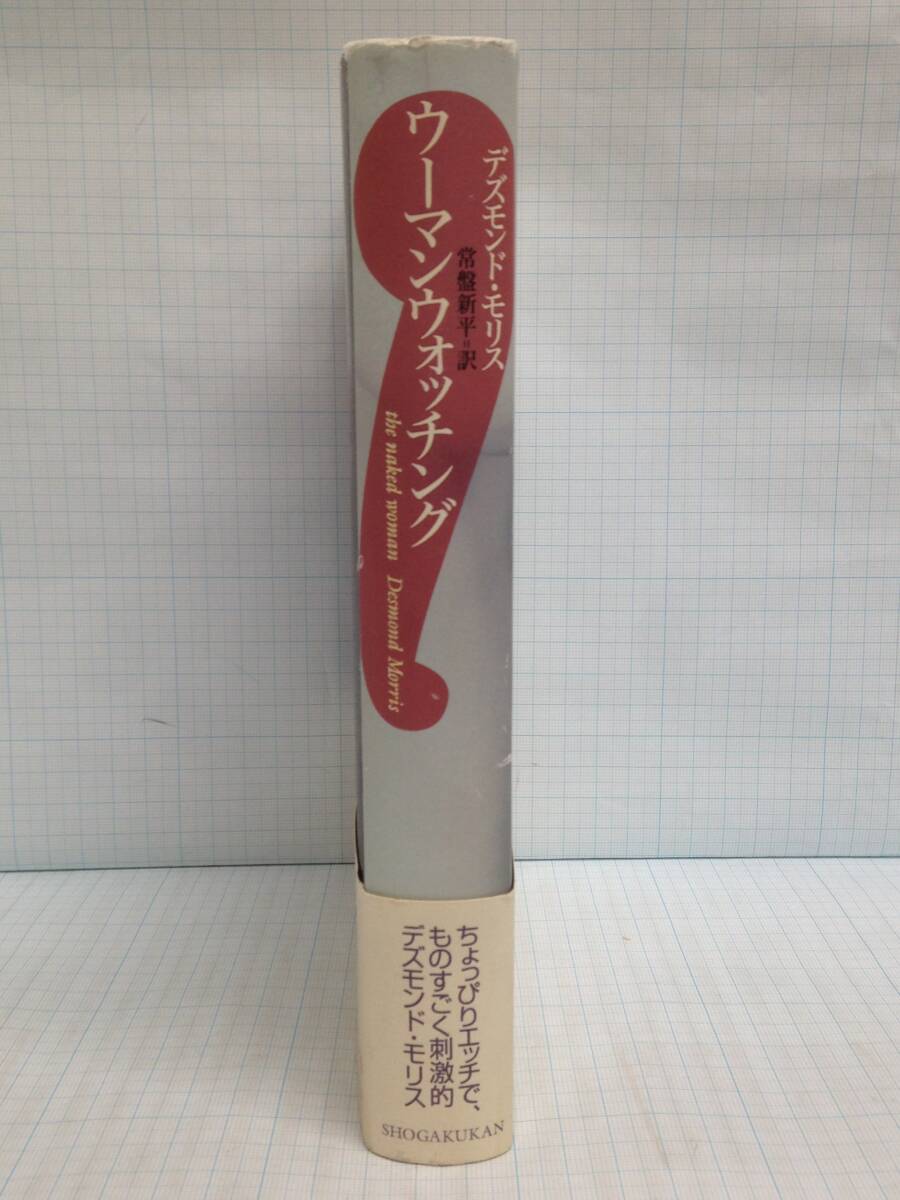 デズモンド・モリス
常盤新平=訳
ウーマンウォッチング
the naked woman Desmond Morris
ちょっぴりエッチで、
ものすごく刺激的
デズモンド・モリス
SHOGAKUKAN